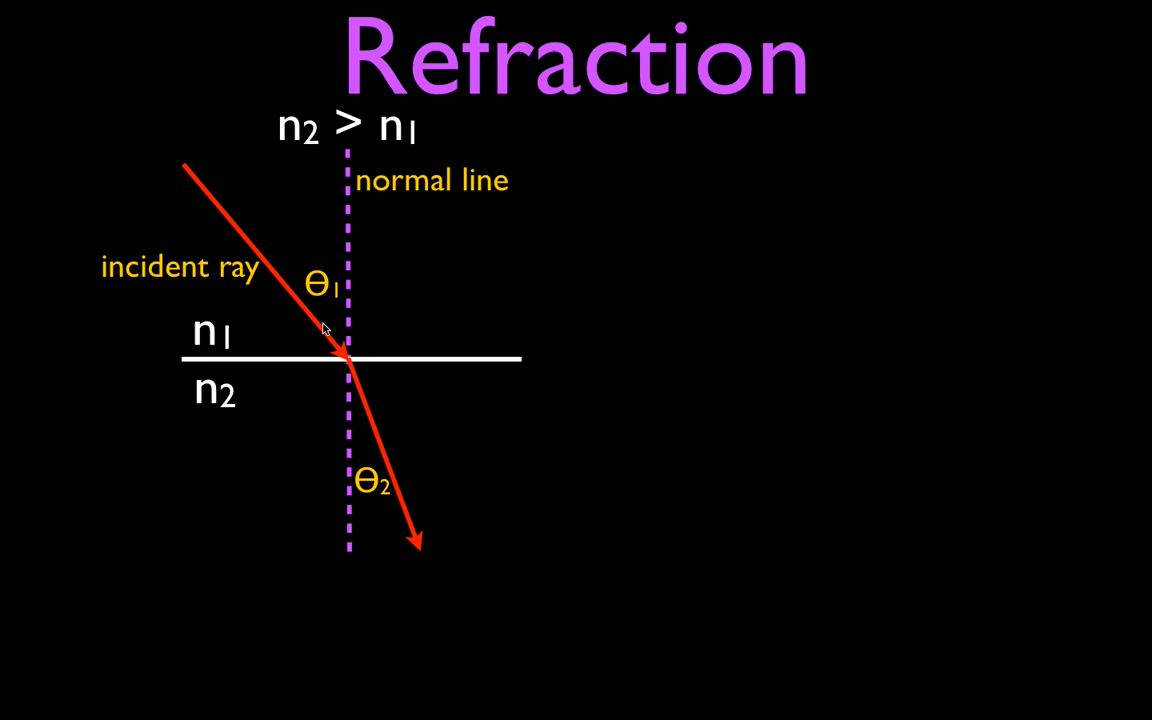 Refraction
n₂ > n₁
normal line
incident ray
Θ₁
n₁
n₂
Θ₂